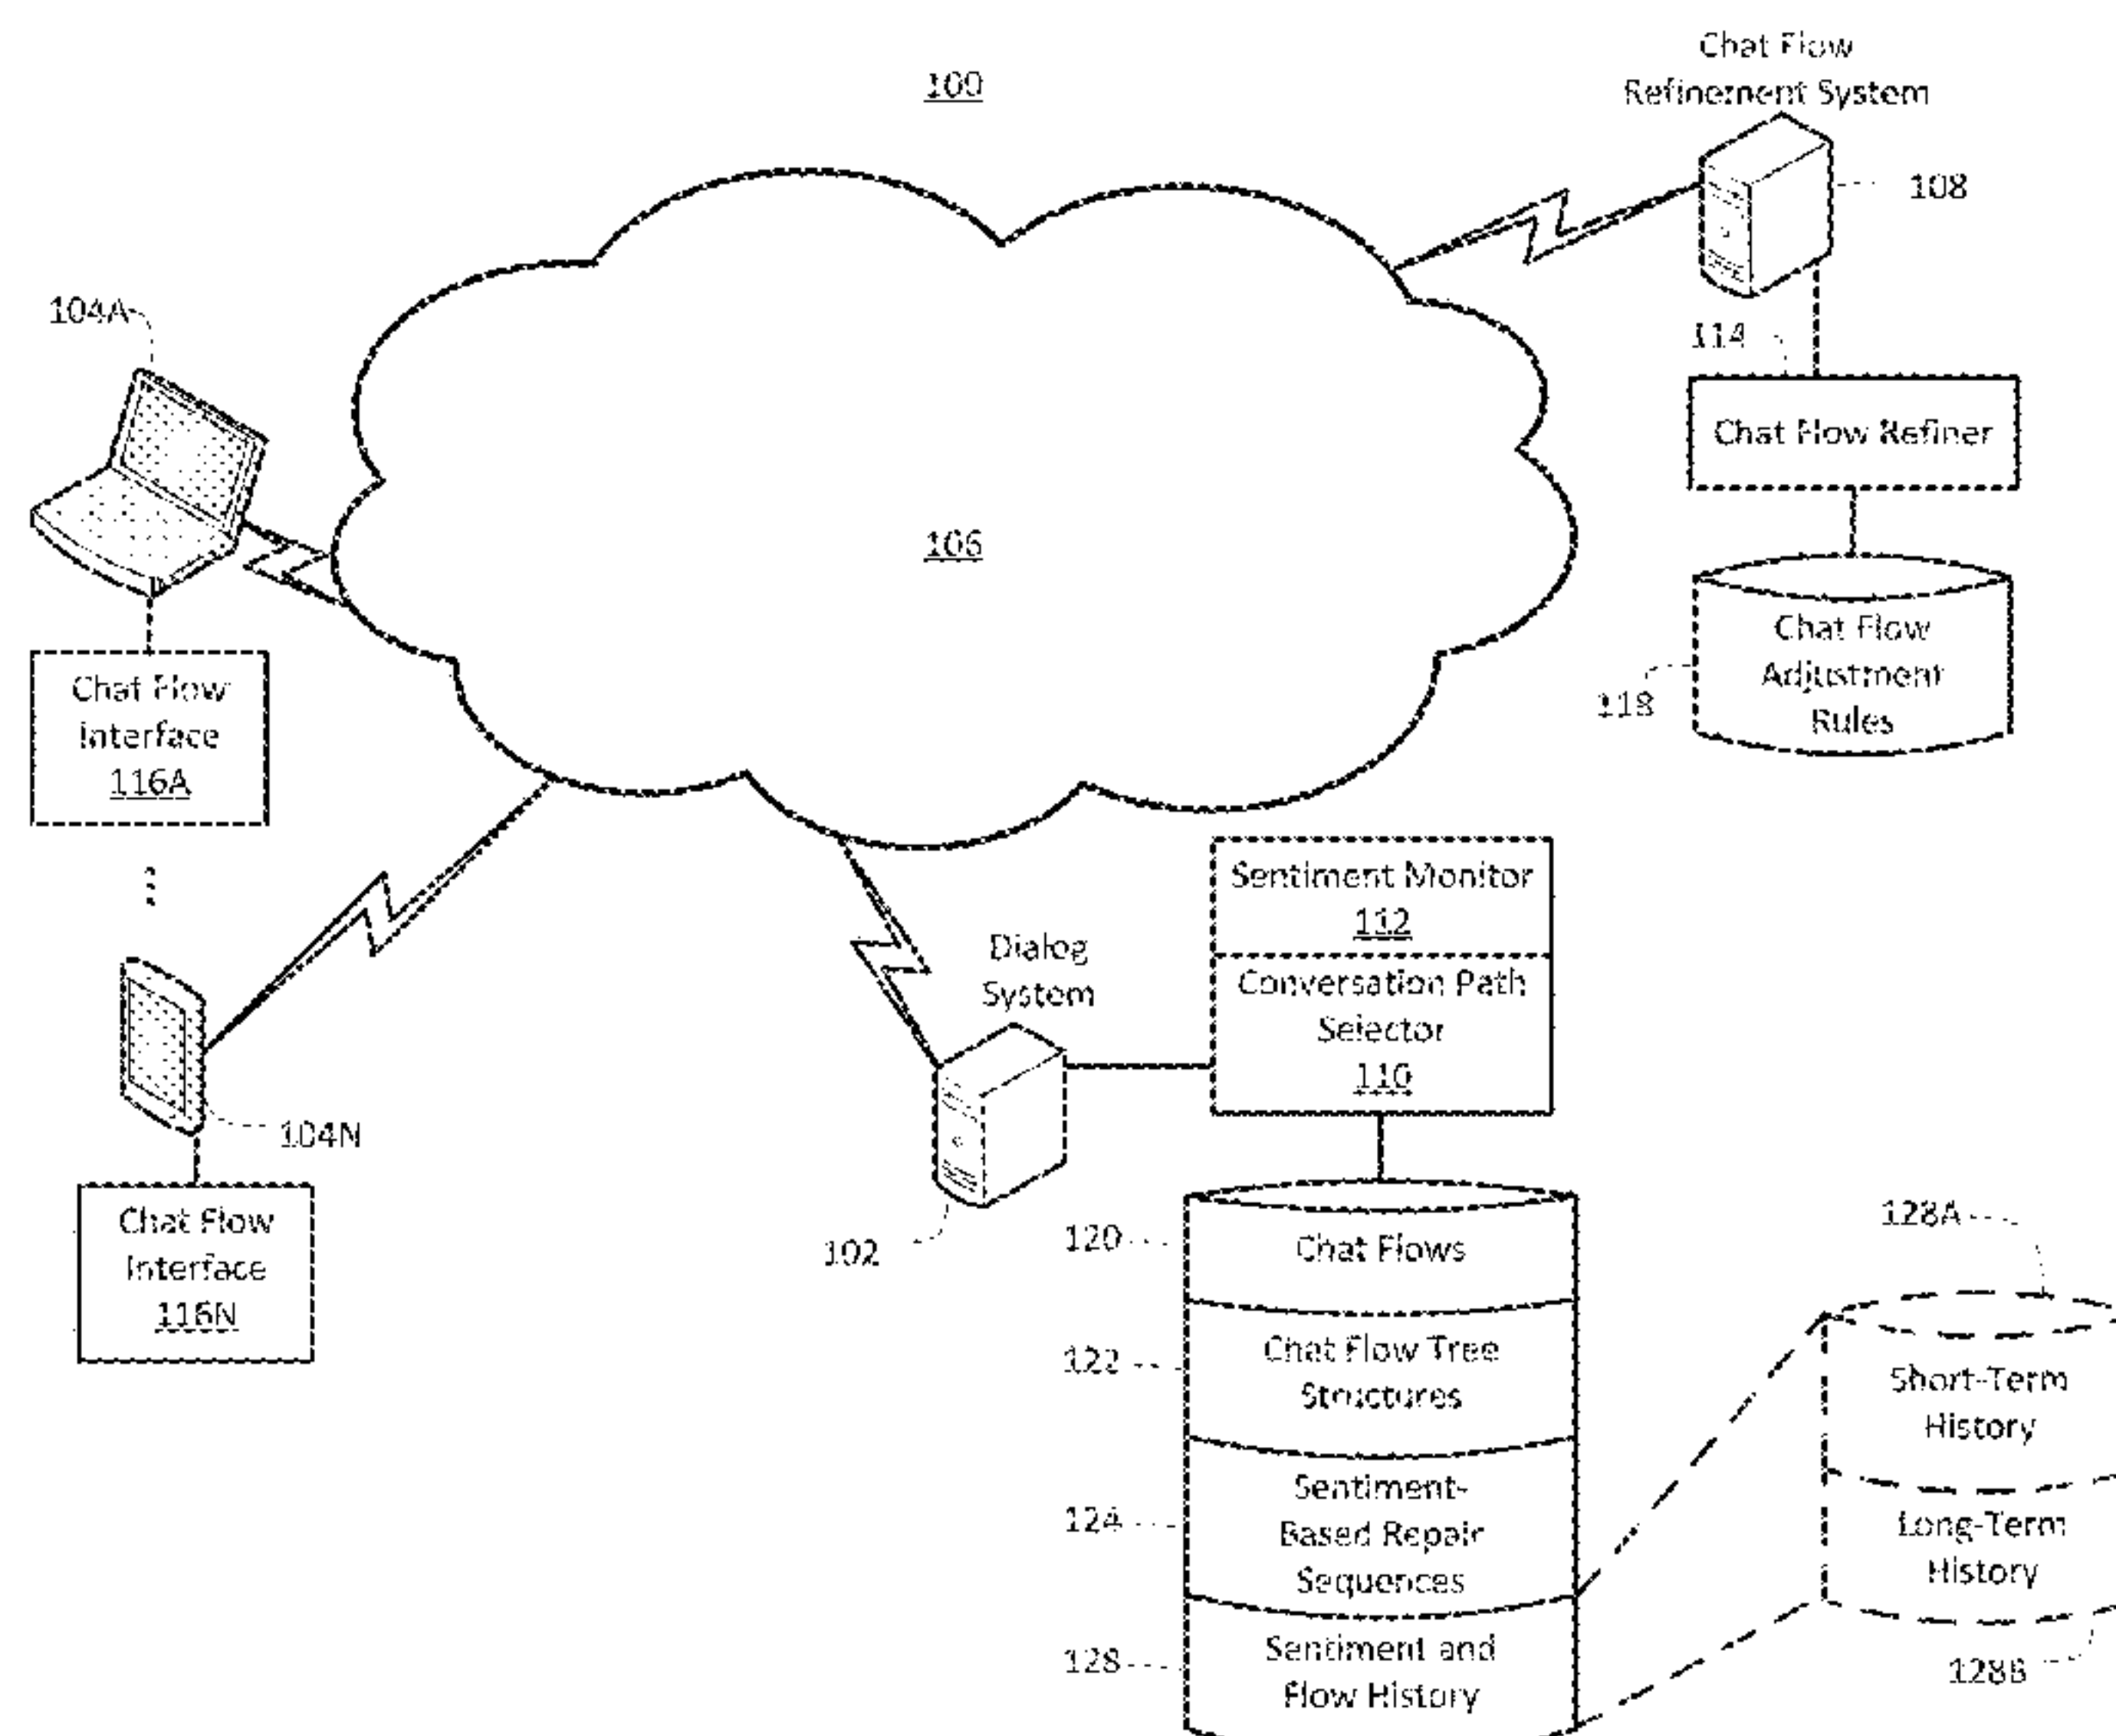 100
Chat Flow
Refinement System
108
114
Chat Flow Refiner
Chat Flow
Adjustment
Rules
118
106
104A
Chat Flow
Interface
116A
104N
Chat Flow
Interface
116N
Dialog
System
102
Sentiment Monitor
112
Conversation Path
Selector
110
120
Chat Flows
122
Chat Flow Tree
Structures
124
Sentiment-
Based Repair
Sequences
128
Sentiment and
Flow History
128A
Short-Term
History
Long-Term
History
128B